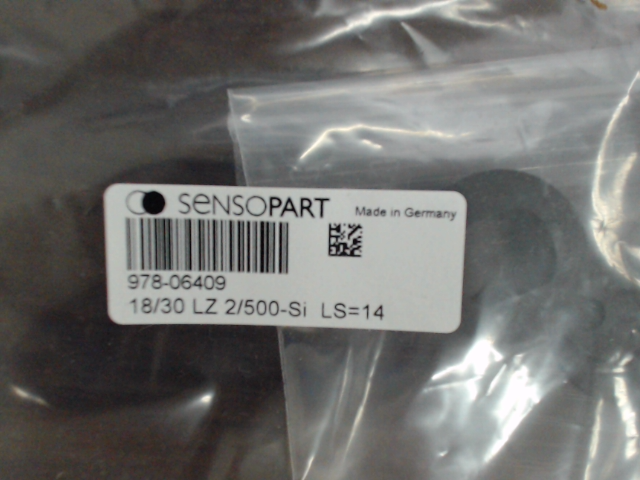 SENSOPART Made in Germany
978-06409
18/30 LZ 2/500-Si LS=14